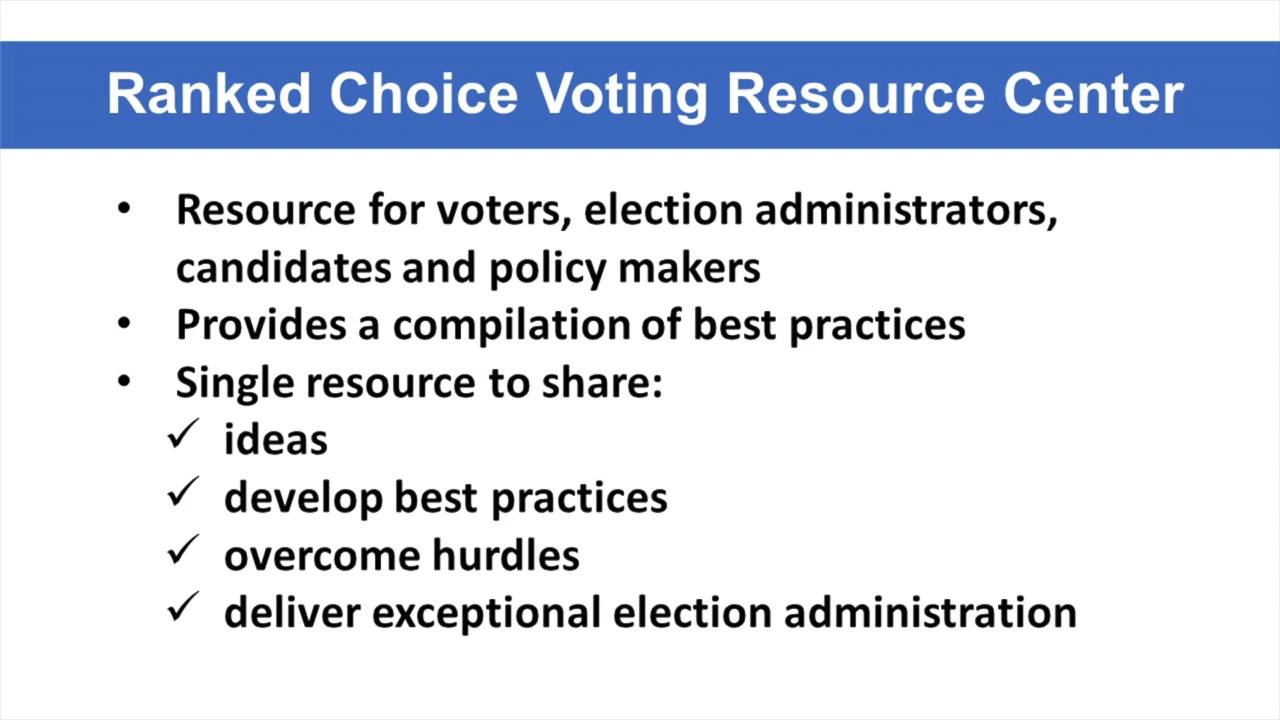 Ranked Choice Voting Resource Center
• Resource for voters, election administrators,
candidates and policy makers
• Provides a compilation of best practices
• Single resource to share:
✓ ideas
✓ develop best practices
✓ overcome hurdles
✓ deliver exceptional election administration